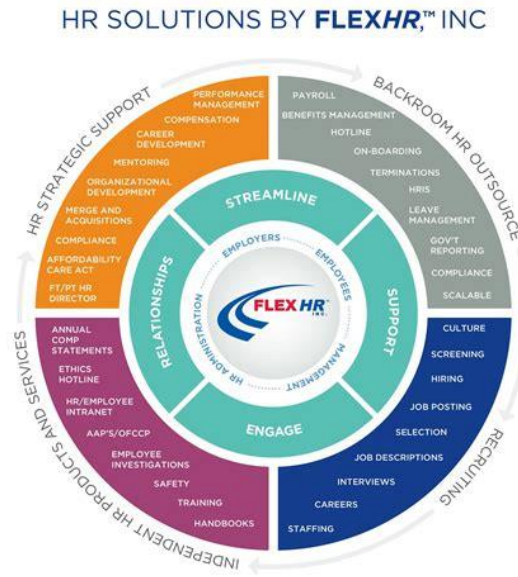 HR SOLUTIONS BY FLEXHR,™ INC
HR STRATEGIC SUPPORT
PERFORMANCE
MANAGEMENT
COMPENSATION
CAREER
DEVELOPMENT
MENTORING
ORGANIZATIONAL
DEVELOPMENT
MERGE AND
ACQUISITIONS
COMPLIANCE
AFFORDABILITY
CARE ACT
FT/PT HR
DIRECTOR
BACKROOM HR OUTSOURCE
PAYROLL
BENEFITS MANAGEMENT
HOTLINE
ON-BOARDING
TERMINATIONS
HRIS
LEAVE
MANAGEMENT
GOV'T
REPORTING
COMPLIANCE
SCALABLE
STREAMLINE
SUPPORT
ENGAGE
RELATIONSHIPS
EMPLOYERS
EMPLOYEES
MANAGEMENT
HR ADMINISTRATION
FLEX HR
INC.
INDEPENDENT HR PRODUCTS AND SERVICES
ANNUAL
COMP
STATEMENTS
ETHICS
HOTLINE
HR/EMPLOYEE
INTRANET
AAP'S/OFCCP
EMPLOYEE
INVESTIGATIONS
SAFETY
TRAINING
HANDBOOKS
RECRUITING
CULTURE
SCREENING
HIRING
JOB POSTING
SELECTION
JOB DESCRIPTIONS
INTERVIEWS
CAREERS
STAFFING